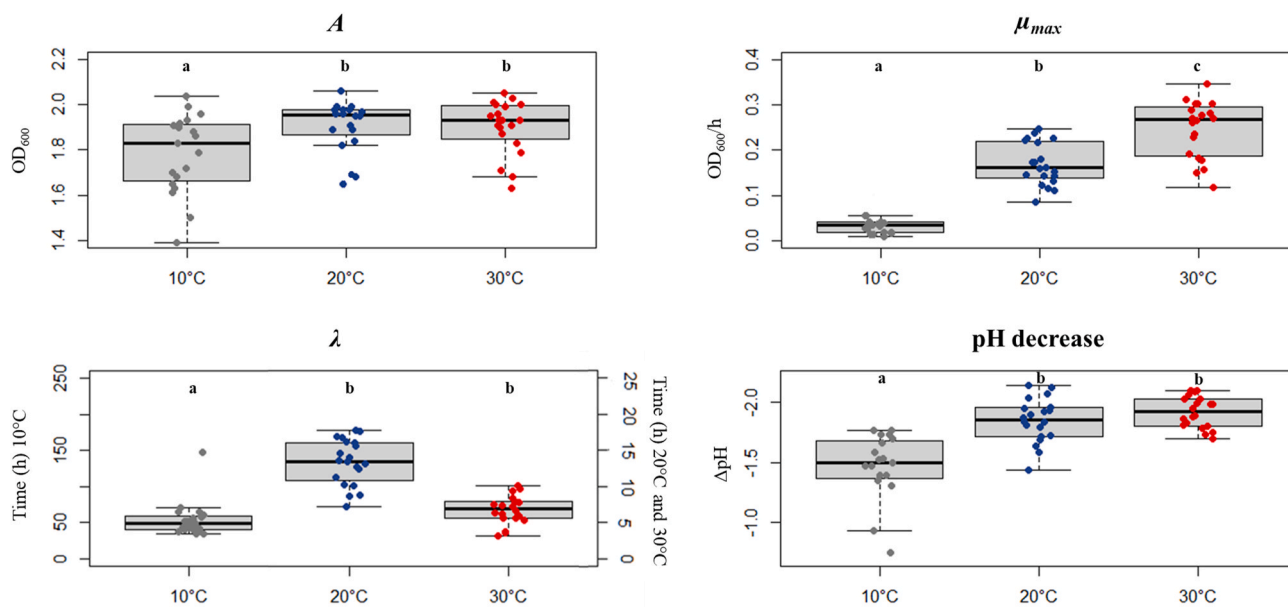 A
OD600
2.2
2.0
1.8
1.6
1.4
a
b
b
10°C
20°C
30°C
μmax
OD600/h
0.4
0.3
0.2
0.1
0.0
a
b
c
10°C
20°C
30°C
λ
Time (h) 10°C
250
150
50
0
a
b
b
25
20
15
10
5
0
Time (h) 20°C and 30°C
10°C
20°C
30°C
pH decrease
ΔpH
-2.0
-1.5
-1.0
a
b
b
10°C
20°C
30°C